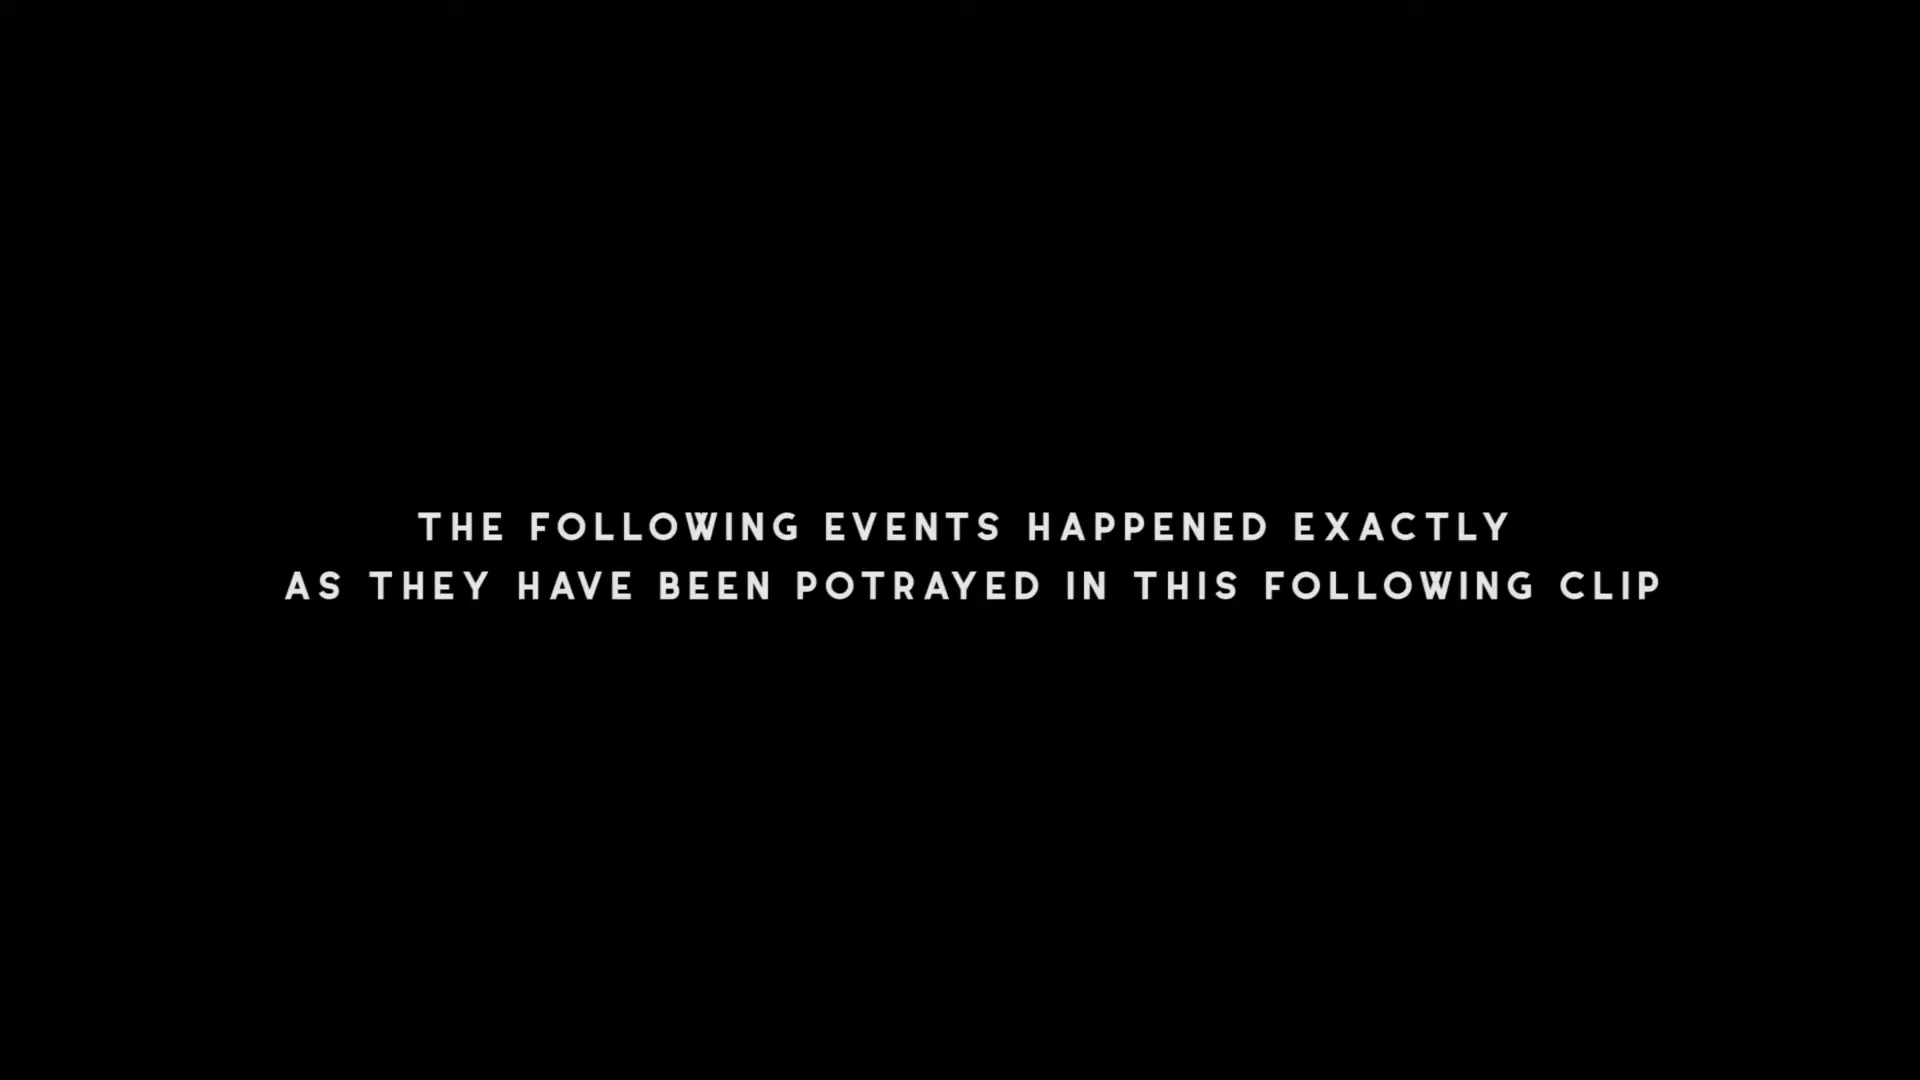 THE FOLLOWING EVENTS HAPPENED EXACTLY
AS THEY HAVE BEEN POTRAYED IN THIS FOLLOWING CLIP